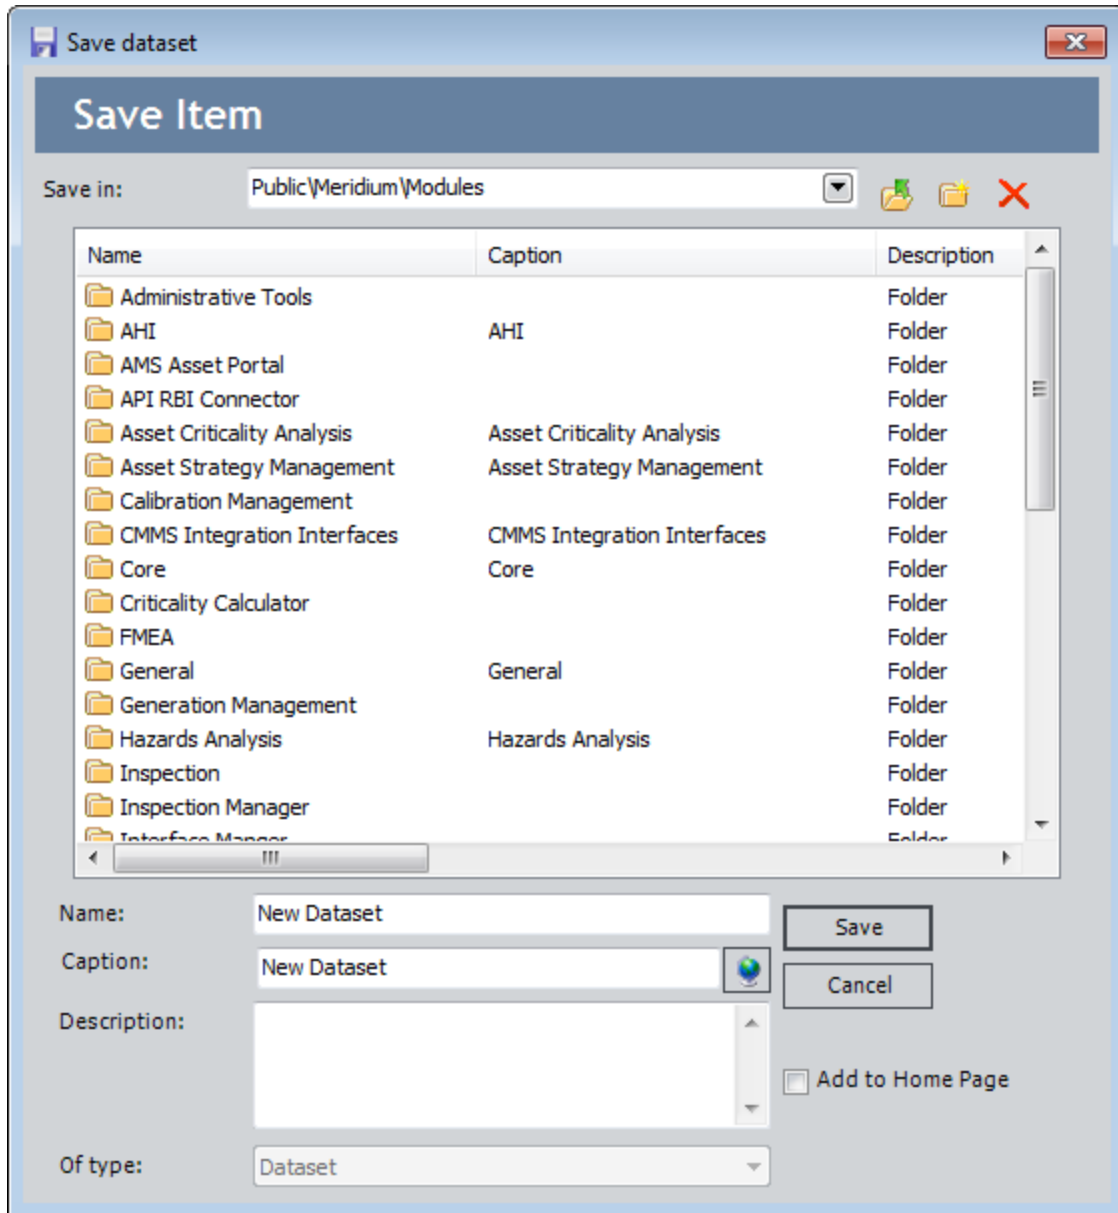 Save dataset
Save Item
Save in: Public\Meridium\Modules
Name Caption Description
Administrative Tools Folder
AHI AHI Folder
AMS Asset Portal Folder
API RBI Connector Folder
Asset Criticality Analysis Asset Criticality Analysis Folder
Asset Strategy Management Asset Strategy Management Folder
Calibration Management Folder
CMMS Integration Interfaces CMMS Integration Interfaces Folder
Core Core Folder
Criticality Calculator Folder
FMEA Folder
General General Folder
Generation Management Folder
Hazards Analysis Hazards Analysis Folder
Inspection Folder
Inspection Manager Folder
Interface Manger Folder
Name: New Dataset Save
Caption: New Dataset
Cancel
Description:
Add to Home Page
Of type: Dataset